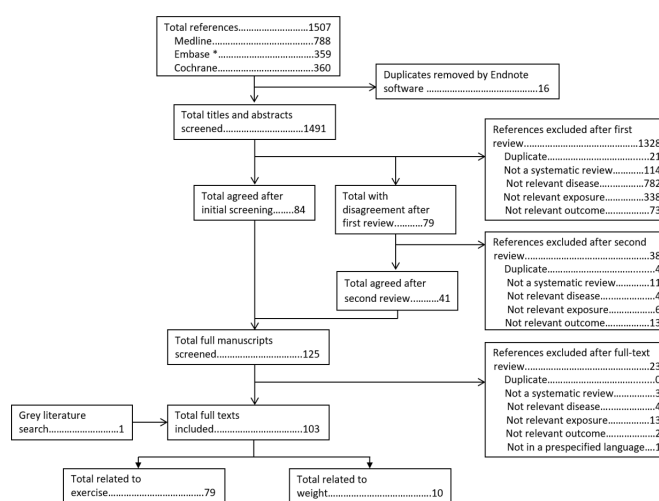 Total references....................1507
Medline.......................788
Embase *....................359
Cochrane....................360
Duplicates removed by Endnote
software ..............................16
Total titles and abstracts
screened..........................1491
References excluded after first
review....................................1328
Duplicate...............................21
Not a systematic review.......114
Not relevant disease............782
Not relevant exposure..........338
Not relevant outcome...........73
Total agreed after
initial screening.......84
Total with
disagreement after
first review...........79
References excluded after second
review......................................38
Duplicate................................4
Not a systematic review.........11
Not relevant disease...............4
Not relevant exposure............6
Not relevant outcome............13
Total agreed after
second review..........41
Total full manuscripts
screened.............................125
References excluded after full-text
review.....................................23
Duplicate...............................0
Not a systematic review..........3
Not relevant disease...............4
Not relevant exposure...........13
Not relevant outcome.............2
Not in a prespecified language....1
Grey literature
search.................1
Total full texts
included.........................103
Total related to
exercise.......................79
Total related to
weight.........................10